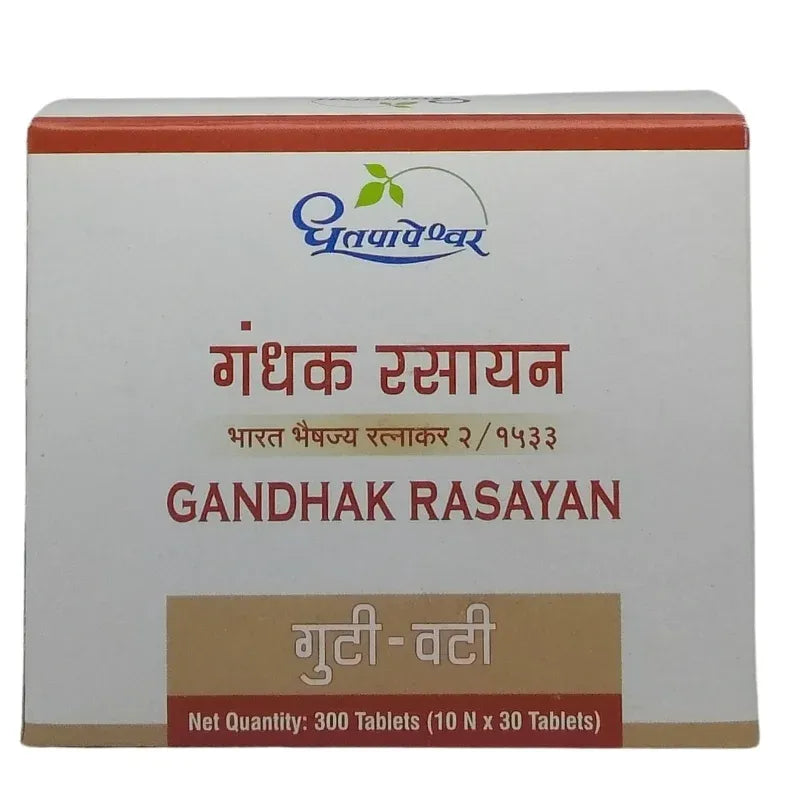 धूतपापेश्वर
गंधक रसायन
भारत भैषज्य रत्नाकर २/१५३३
GANDHAK RASAYAN
गुटी - वटी
Net Quantity: 300 Tablets (10 N x 30 Tablets)